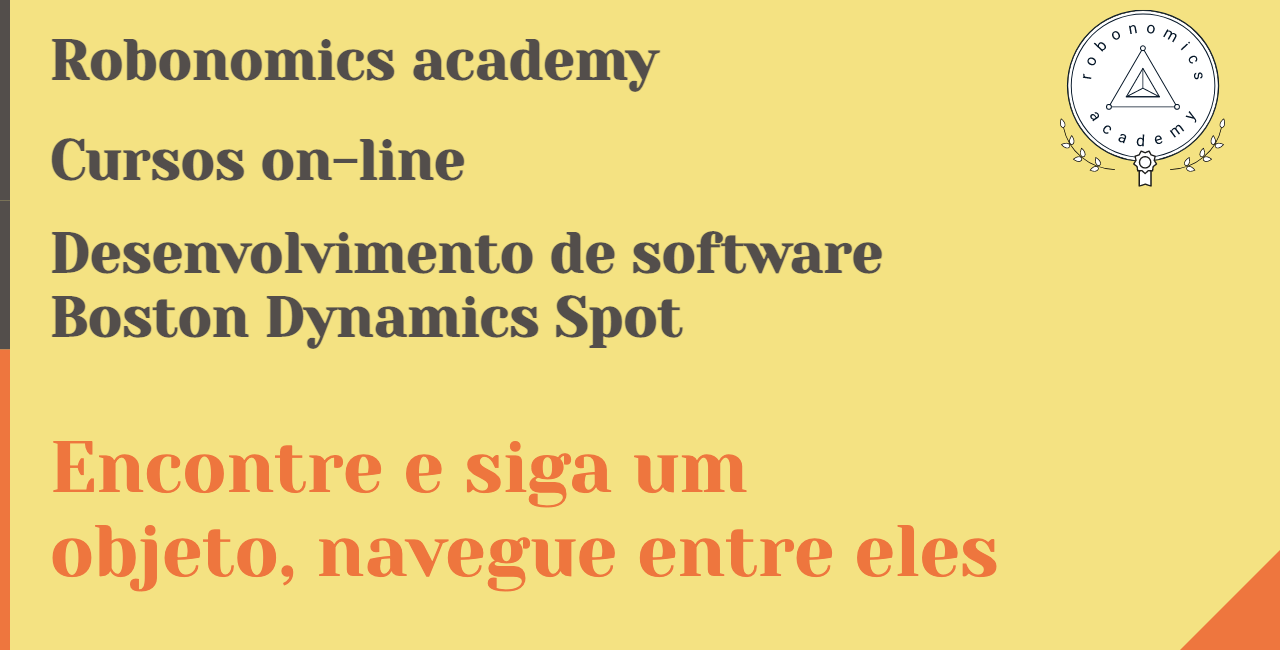 Robonomics academy
Cursos on-line
Desenvolvimento de software
Boston Dynamics Spot
Encontre e siga um
objeto, navegue entre eles
robonomics
academy